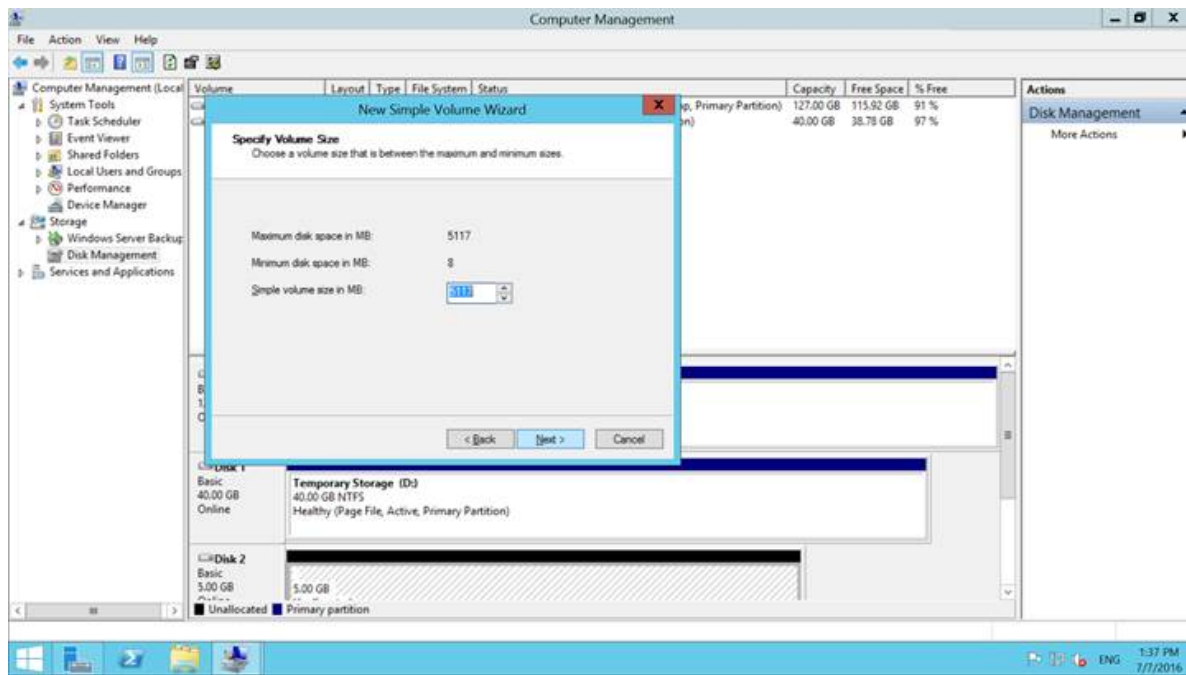 Computer Management
File Action View Help
Computer Management (Local
System Tools
Task Scheduler
Event Viewer
Shared Folders
Local Users and Groups
Performance
Device Manager
Storage
Windows Server Backup
Disk Management
Services and Applications
Volume Layout Type File System Status Capacity Free Space % Free
Primary Partition) 127.00 GB 115.92 GB 91 %
40.00 GB 38.78 GB 97 %
New Simple Volume Wizard
Specify Volume Size
Choose a volume size that is between the maximum and minimum sizes.
Maximum disk space in MB: 5117
Minimum disk space in MB: 8
Simple volume size in MB: 5117
< Back Next > Cancel
Disk 1
Basic
40.00 GB
Online
Temporary Storage (D:)
40.00 GB NTFS
Healthy (Page File, Active, Primary Partition)
Disk 2
Basic
5.00 GB
5.00 GB
Unallocated Primary partition
Actions
Disk Management
More Actions
ENG
1:37 PM
7/7/2016